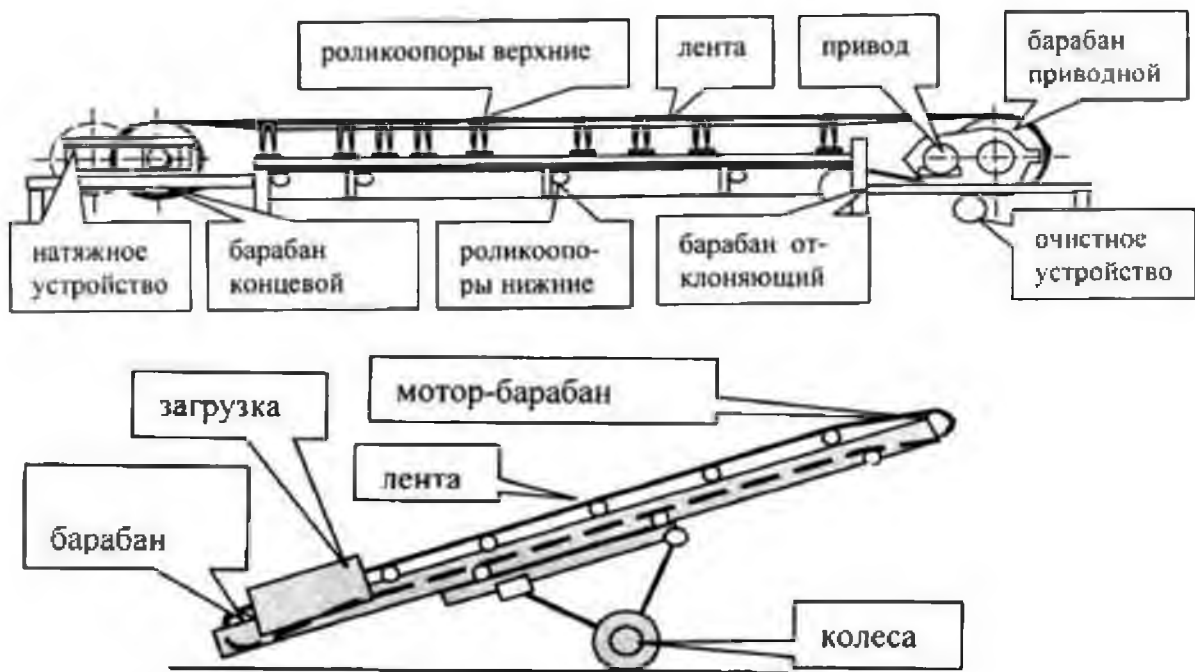 роликоопоры верхние
лента
привод
барабан
приводной
натяжное
устройство
барабан
концевой
роликоопо-
ры нижние
барабан от-
клоняющий
очистное
устройство
загрузка
мотор-барабан
лента
барабан
колеса